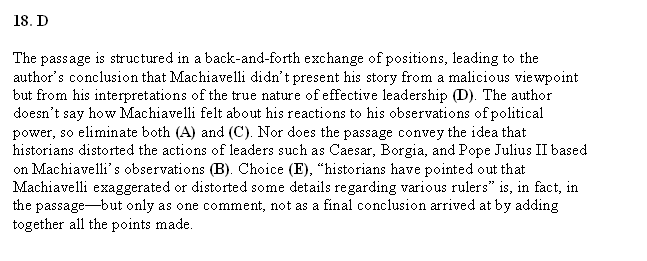 18. D
The passage is structured in a back-and-forth exchange of positions, leading to the
author's conclusion that Machiavelli didn't present his story from a malicious viewpoint
but from his interpretations of the true nature of effective leadership (D). The author
doesn't say how Machiavelli felt about his reactions to his observations of political
power, so eliminate both (A) and (C). Nor does the passage convey the idea that
historians distorted the actions of leaders such as Caesar, Borgia, and Pope Julius II based
on Machiavelli's observations (B). Choice (E), “historians have pointed out that
Machiavelli exaggerated or distorted some details regarding various rulers” is, in fact, in
the passage—but only as one comment, not as a final conclusion arrived at by adding
together all the points made.